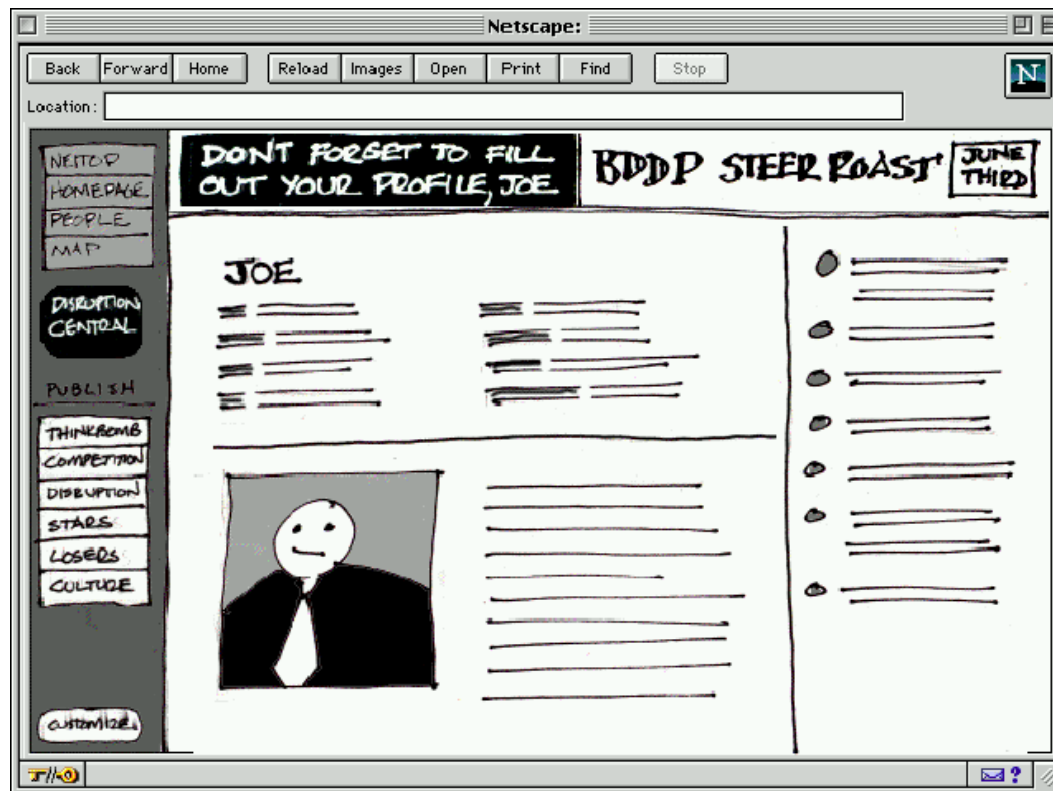 Netscape:
Back Forward Home Reload Images Open Print Find Stop
N
Location:
DON'T FORGET TO FILL
OUT YOUR PROFILE, JOE
BDDP STEER ROAST
JUNE
THIRD
NEITOP
HOMEPAGE
PEOPLE
MAP
DISRUPTION
CENTRAL
PUBLISH
THINKBOMB
COMPETITION
DISRUPTION
STARS
LOSERS
CULTURE
CUSTOMIZE
JOE
?